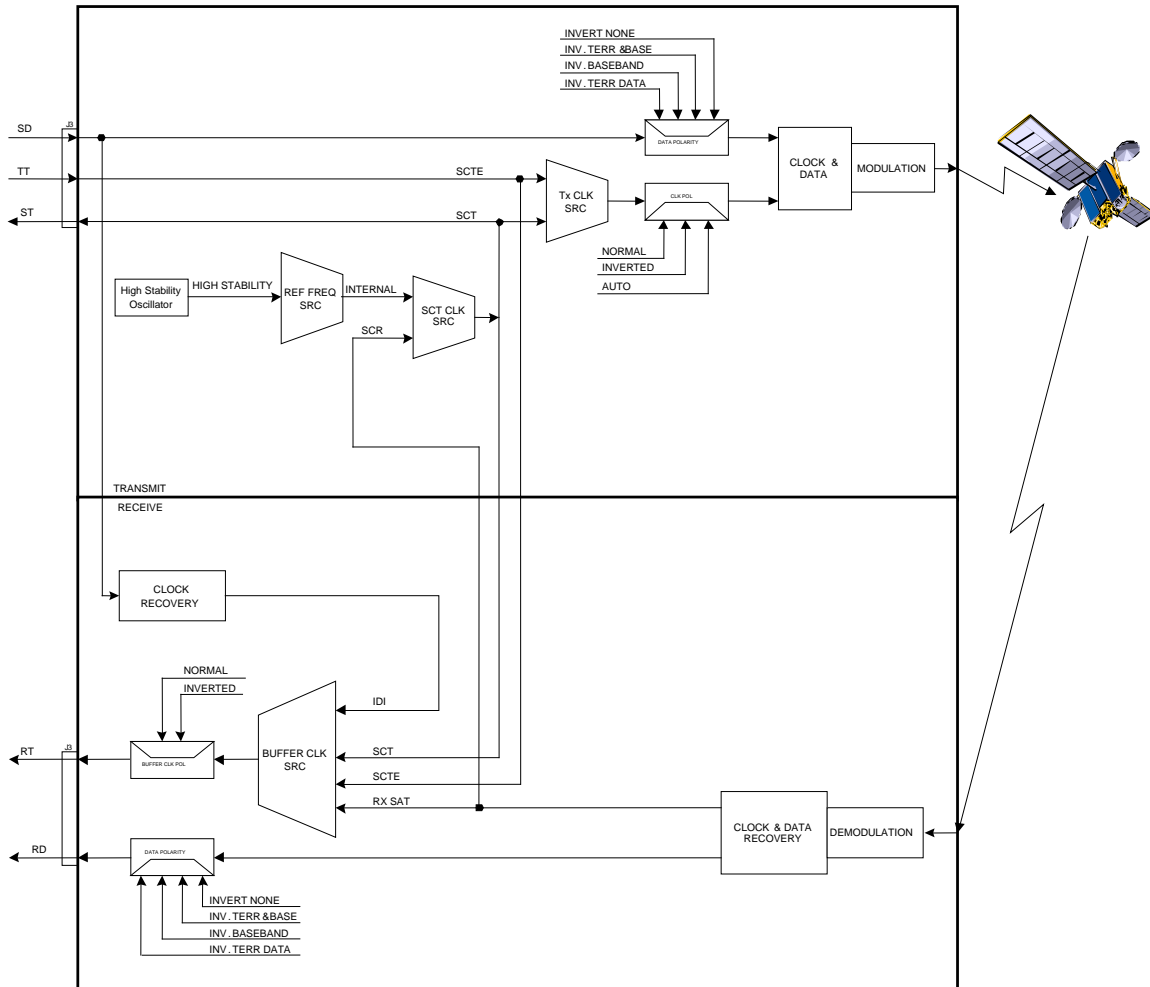 INVERT NONE
INV. TERR &BASE
INV. BASEBAND
INV. TERR DATA
J3
SD
DATA POLARITY
CLOCK &
DATA
MODULATION
TT
SCTE
Tx CLK
SRC
CLK POL
ST
SCT
NORMAL
INVERTED
AUTO
High Stability
Oscillator
HIGH STABILITY
REF FREQ
SRC
INTERNAL
SCT CLK
SRC
SCR
TRANSMIT
RECEIVE
CLOCK
RECOVERY
NORMAL
INVERTED
IDI
J3
RT
BUFFER CLK POL
BUFFER CLK
SRC
SCT
SCTE
RX SAT
CLOCK & DATA
RECOVERY
DEMODULATION
RD
DATA POLARITY
INVERT NONE
INV. TERR &BASE
INV. BASEBAND
INV. TERR DATA